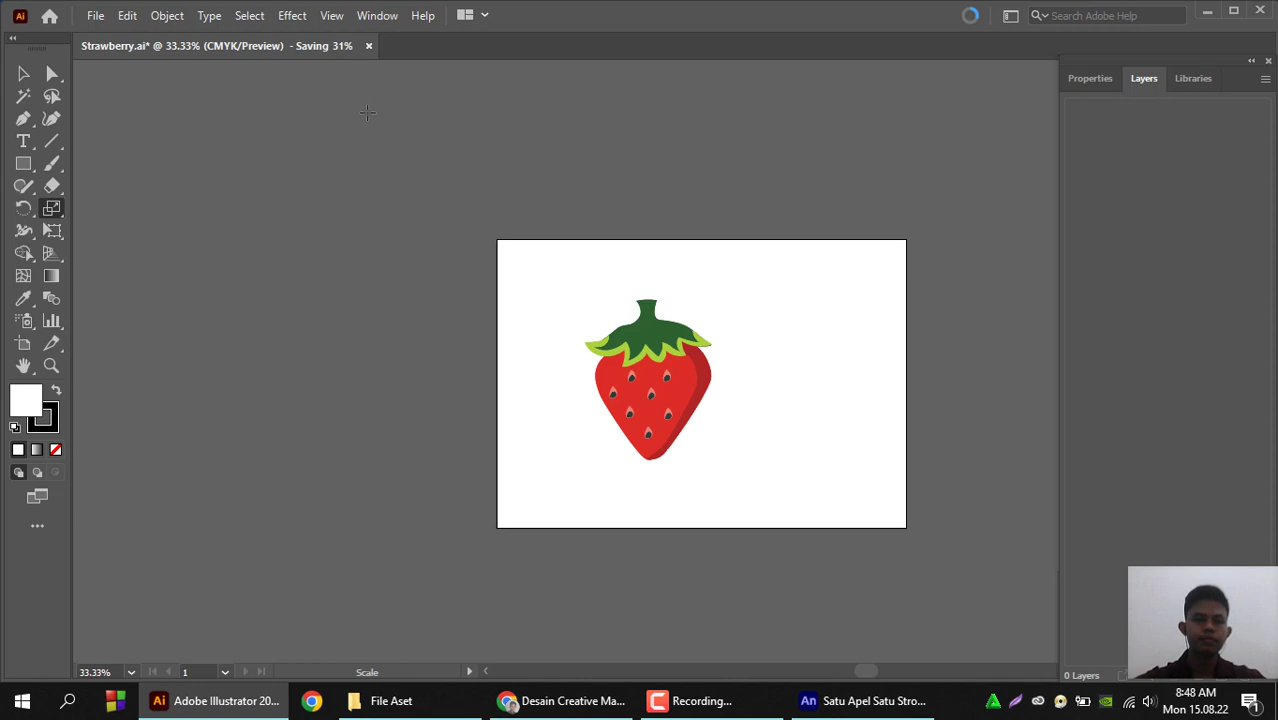 Ai File Edit Object Type Select Effect View Window Help Search Adobe Help
Strawberry.ai* @ 33.33% (CMYK/Preview) - Saving 31% ×
Properties Layers Libraries
T
33.33% 1 Scale 0 Layers
Ai Adobe Illustrator 20... File Aset Desain Creative Ma... C Recording... An Satu Apel Satu Stro... 8:48 AM
Mon 15.08.22